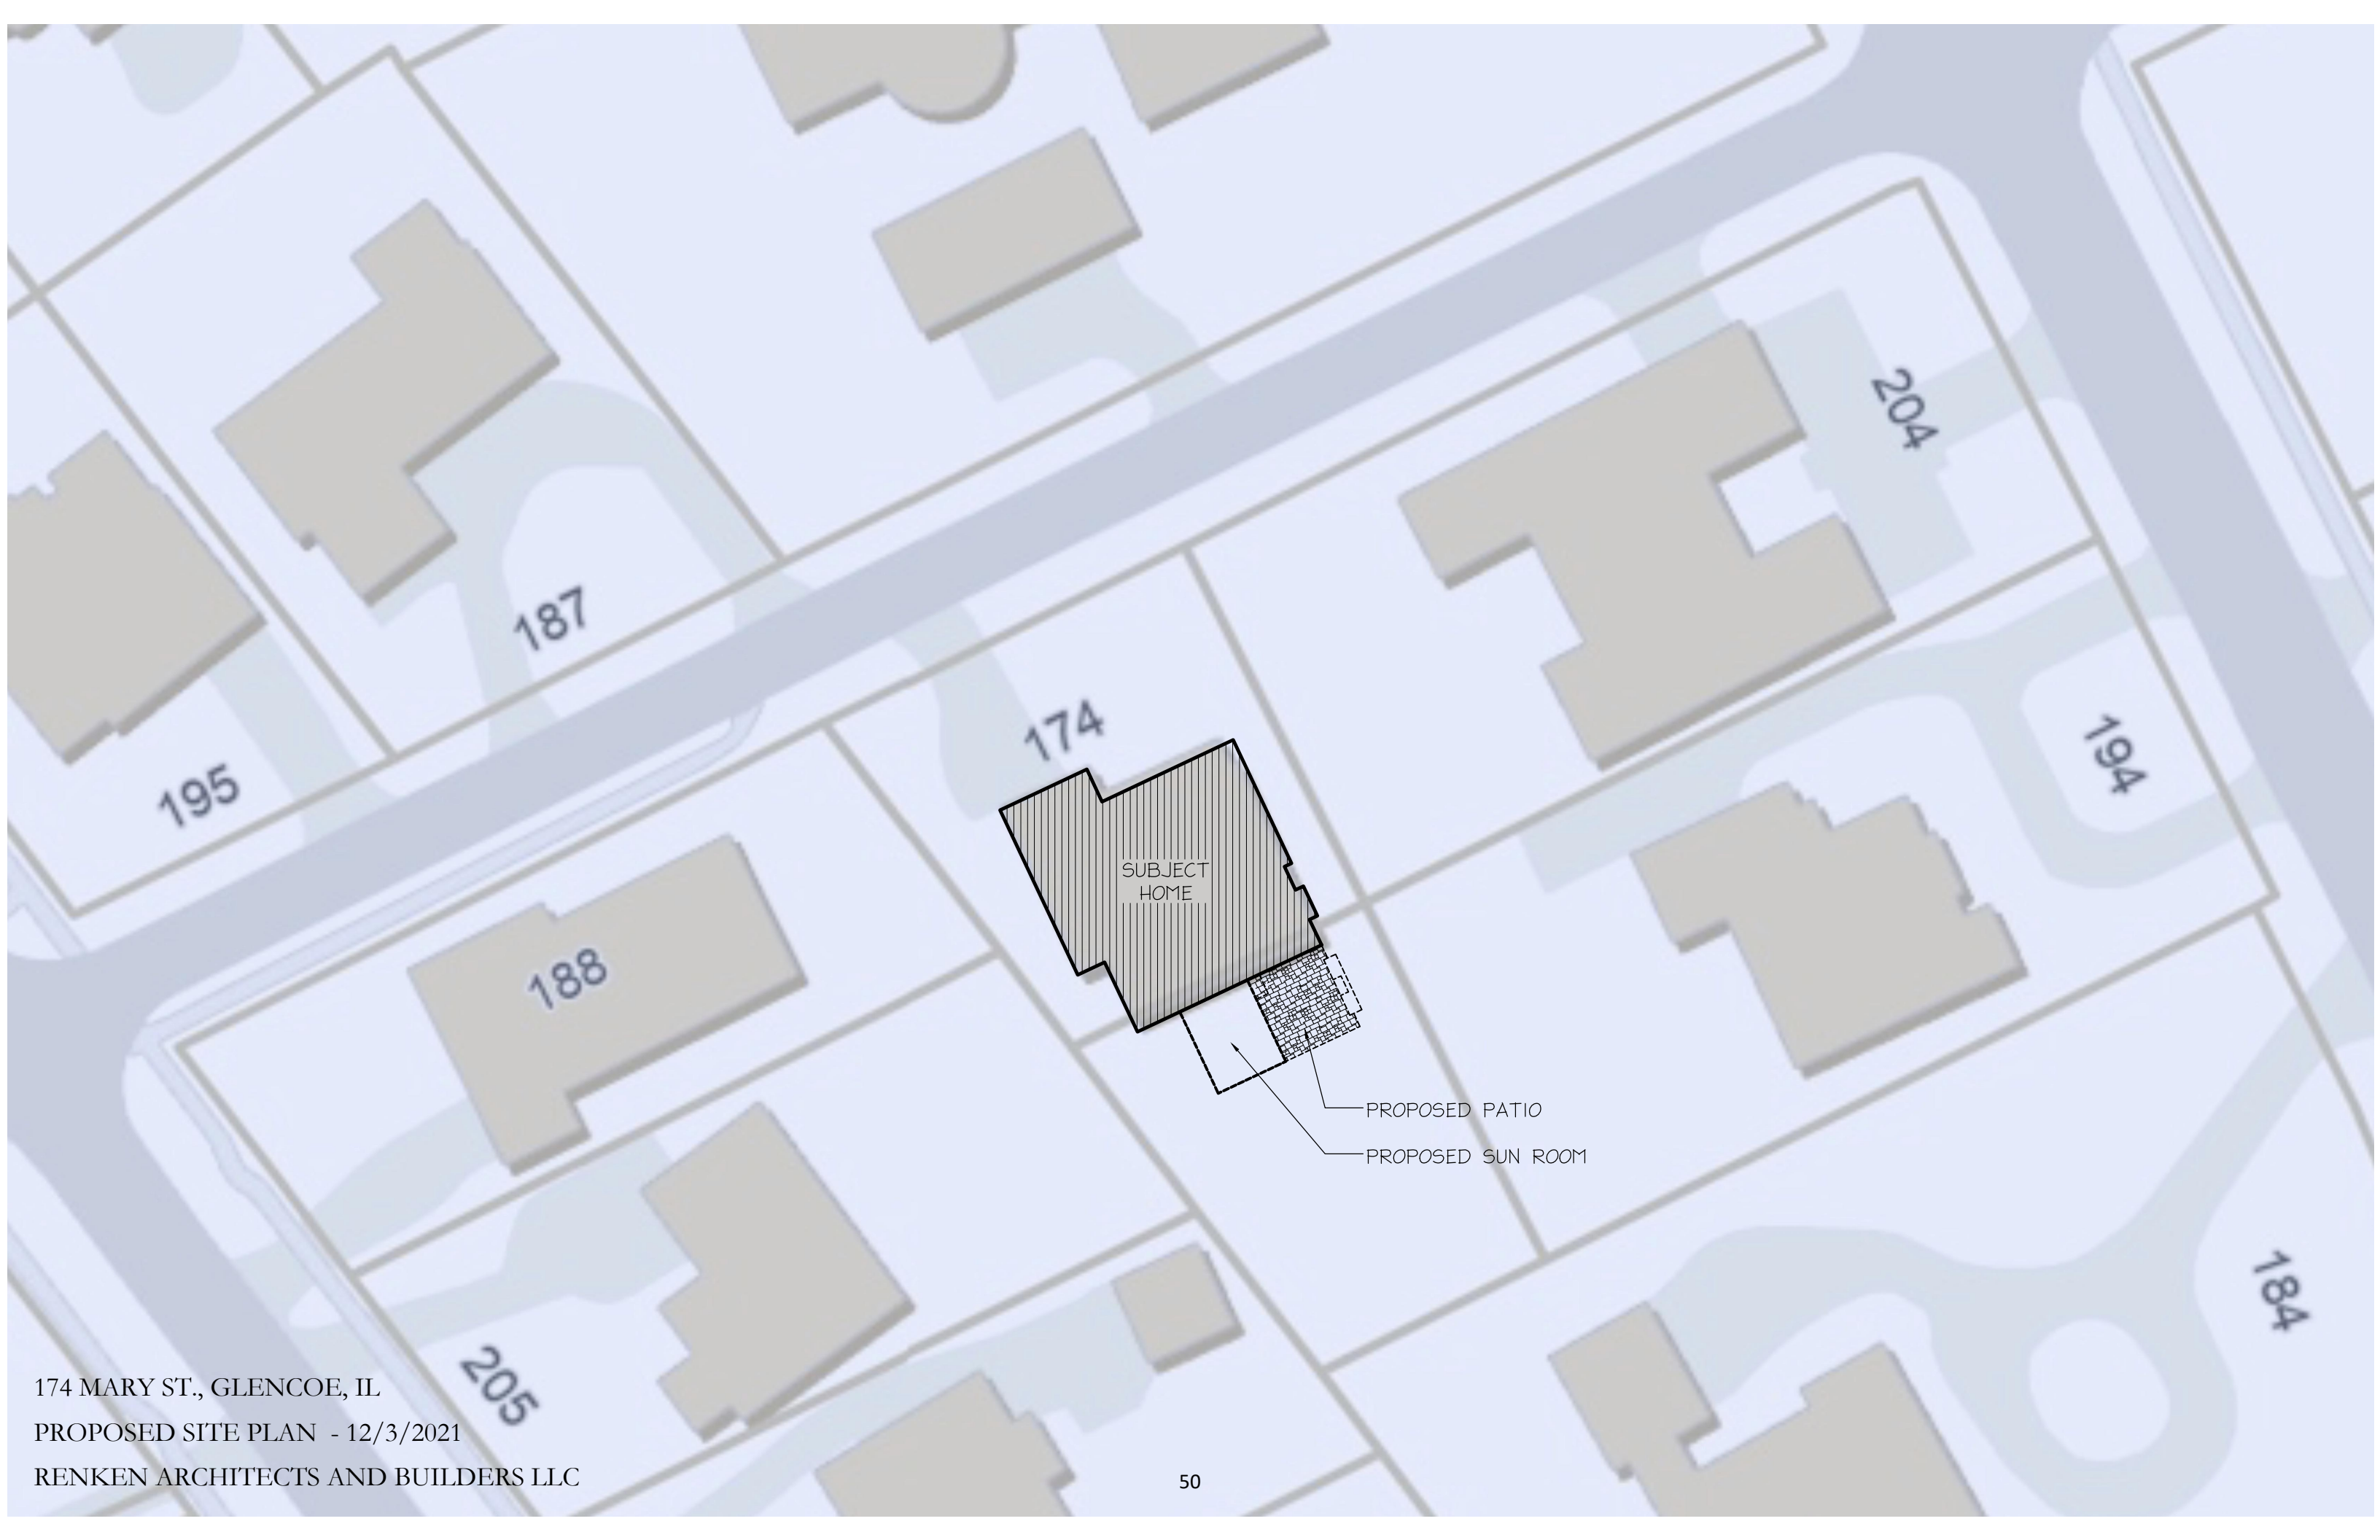 204
187
174
194
195
SUBJECT
HOME
188
PROPOSED PATIO
PROPOSED SUN ROOM
184
205
174 MARY ST., GLENCOE, IL
PROPOSED SITE PLAN - 12/3/2021
RENKEN ARCHITECTS AND BUILDERS LLC
50